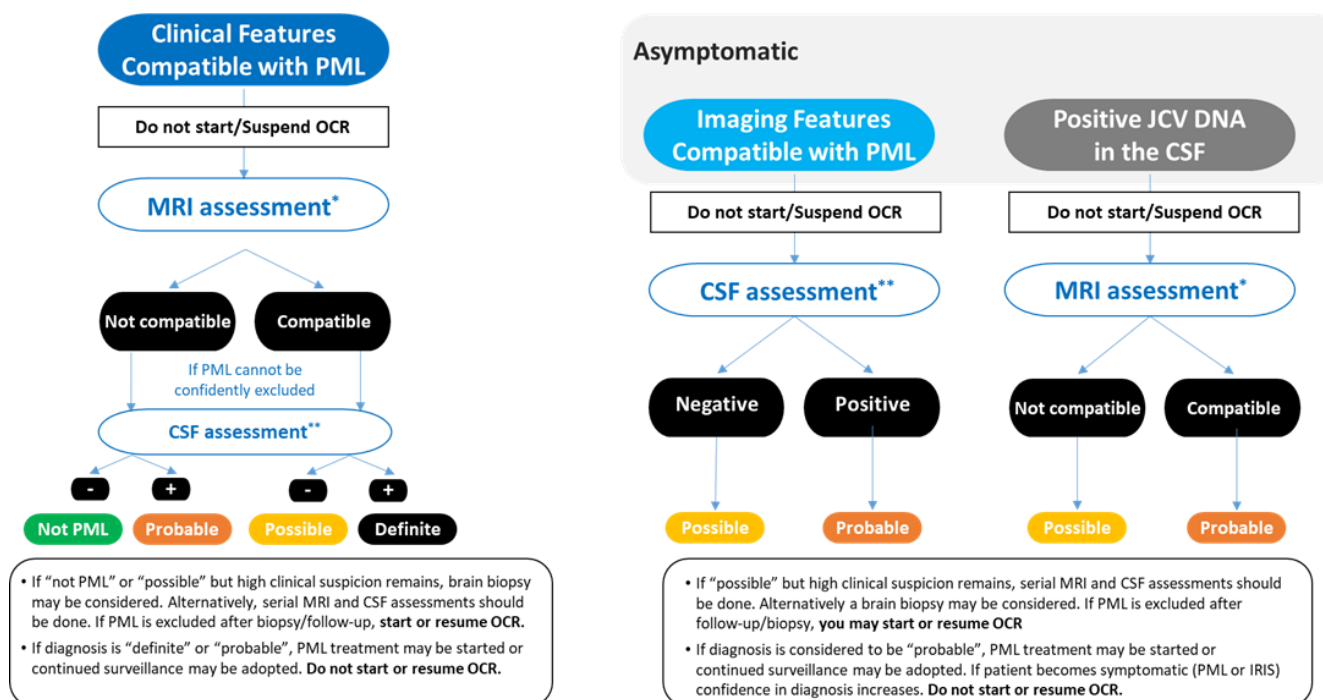 Clinical Features
Compatible with PML
Do not start/Suspend OCR
MRI assessment*
Not compatible
Compatible
If PML cannot be
confidently excluded
CSF assessment**
-
+
-
+
Not PML
Probable
Possible
Definite
• If "not PML" or "possible" but high clinical suspicion remains, brain biopsy
may be considered. Alternatively, serial MRI and CSF assessments should
be done. If PML is excluded after biopsy/follow-up, start or resume OCR.
• If diagnosis is "definite" or "probable", PML treatment may be started or
continued surveillance may be adopted. Do not start or resume OCR.
Asymptomatic
Imaging Features
Compatible with PML
Do not start/Suspend OCR
CSF assessment**
Negative
Positive
Possible
Probable
Positive JCV DNA
in the CSF
Do not start/Suspend OCR
MRI assessment*
Not compatible
Compatible
Possible
Probable
• If "possible" but high clinical suspicion remains, serial MRI and CSF assessments should
be done. Alternatively a brain biopsy may be considered. If PML is excluded after
follow-up/biopsy, you may start or resume OCR
• If diagnosis is considered to be "probable", PML treatment may be started or
continued surveillance may be adopted. If patient becomes symptomatic (PML or IRIS)
confidence in diagnosis increases. Do not start or resume OCR.